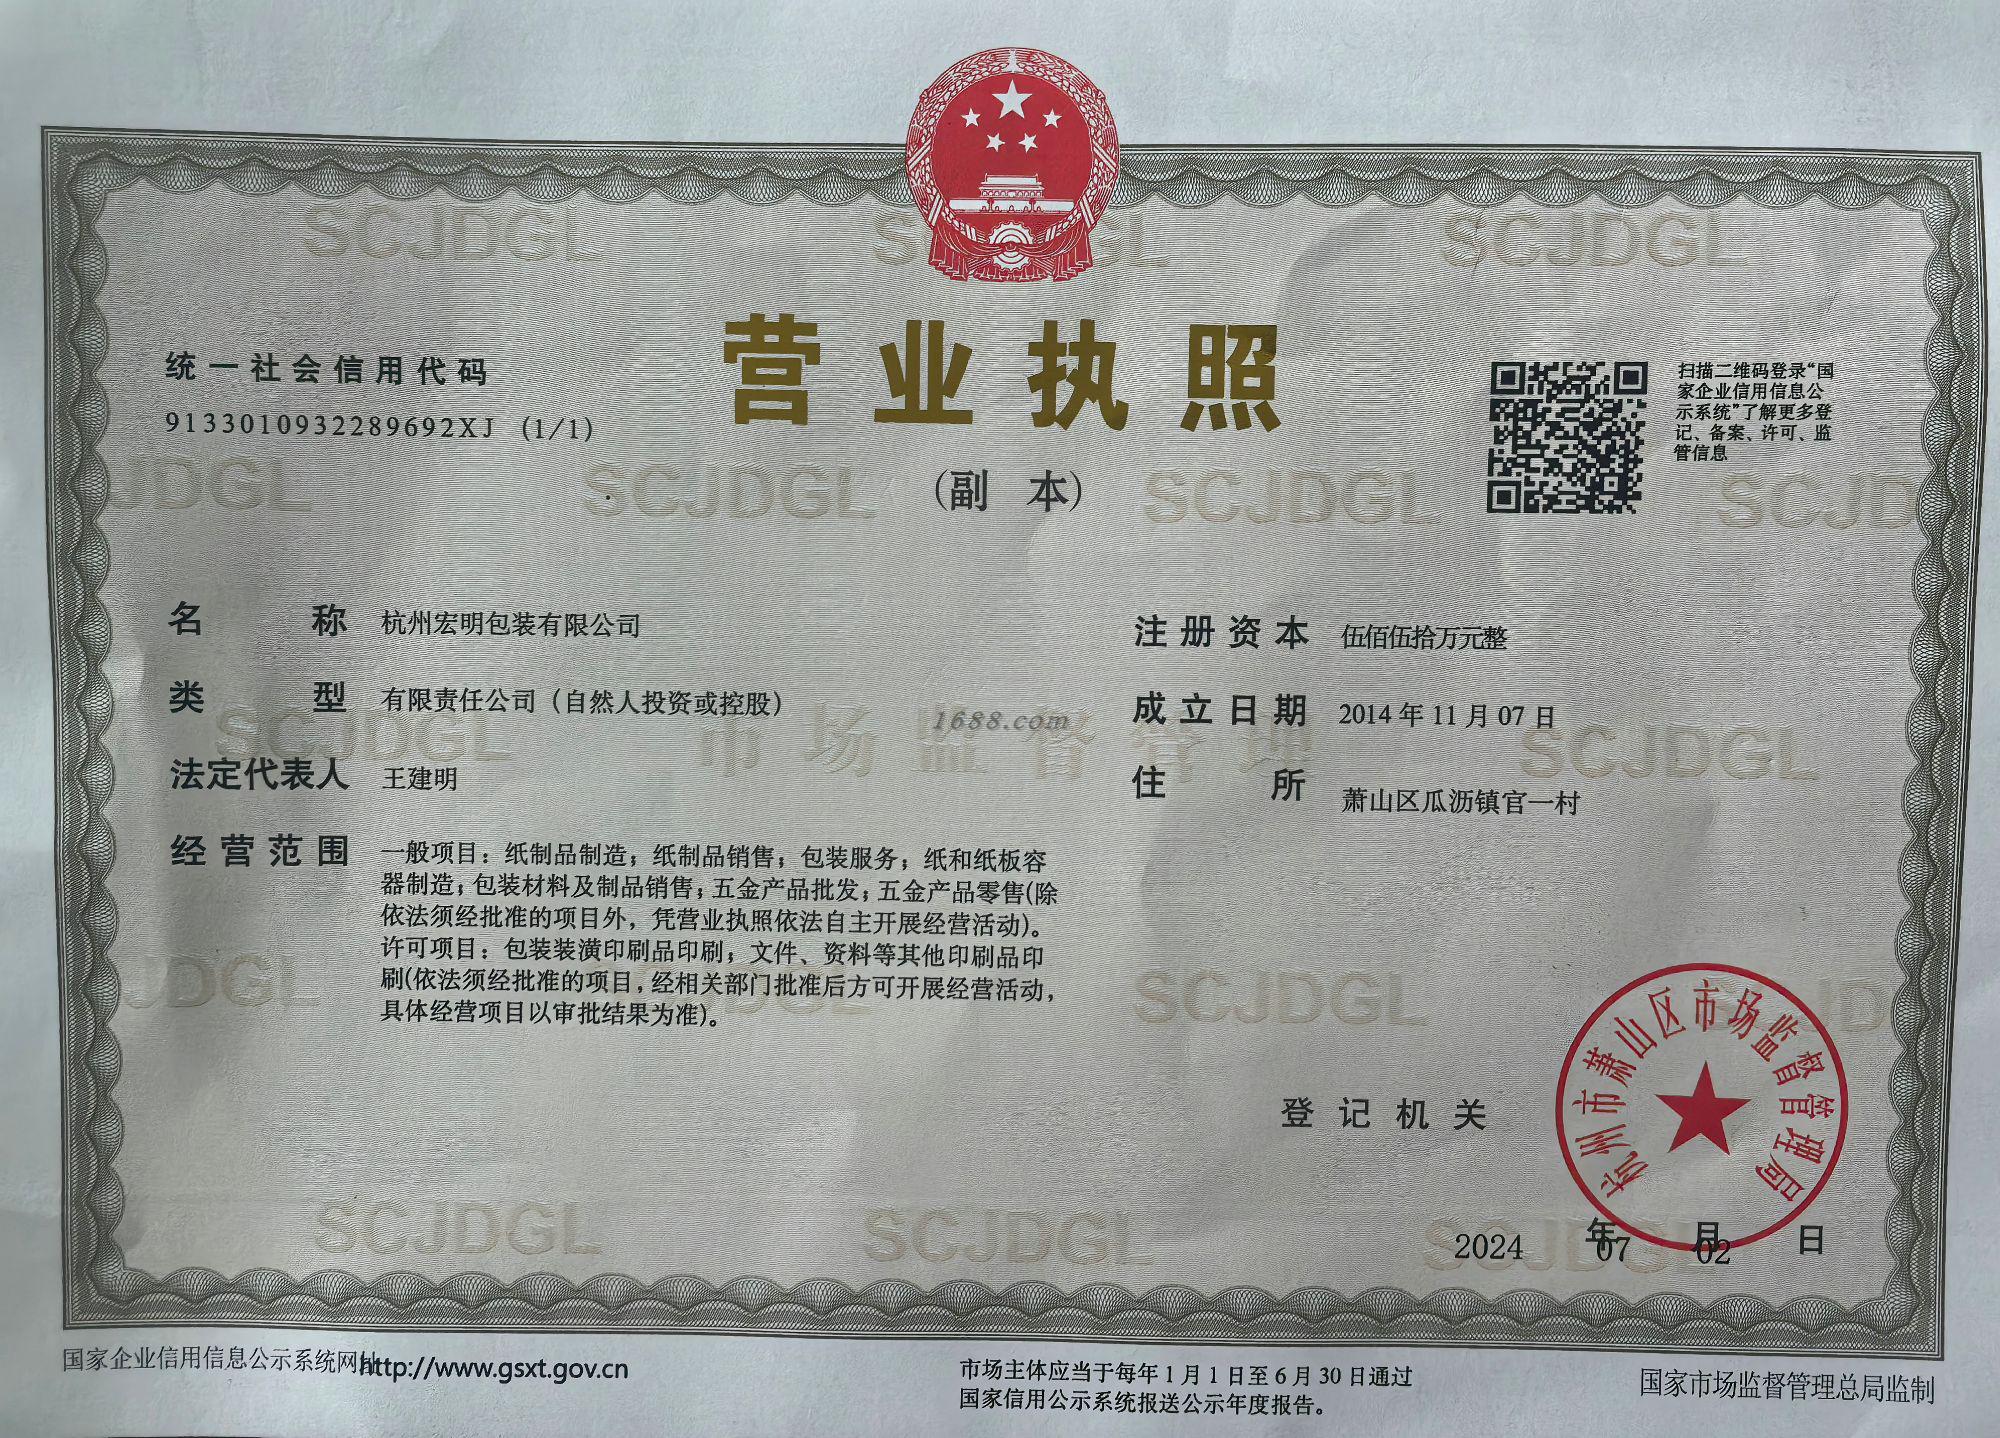 营业执照
(副 本)
统一社会信用代码
9133010932289692XJ (1/1)
扫描二维码登录“国
家企业信用信息公
示系统”了解更多登
记、备案、许可、监
管信息
名 称 杭州宏明包装有限公司
类 型 有限责任公司（自然人投资或控股）
法定代表人 王建明
经营范围 一般项目：纸制品制造；纸制品销售；包装服务；纸和纸板容
器制造；包装材料及制品销售；五金产品批发；五金产品零售(除
依法须经批准的项目外，凭营业执照依法自主开展经营活动)。
许可项目：包装装潢印刷品印刷；文件、资料等其他印刷品印
刷(依法须经批准的项目，经相关部门批准后方可开展经营活动，
具体经营项目以审批结果为准)。
注册资本 伍佰伍拾万元整
成立日期 2014 年 11 月 07 日
住 所 萧山区瓜沥镇官一村
1688.com
SCJDGL
市场监督管理
登记机关
杭州市萧山区市场监督管理局
2024 年 07 月 02 日
国家企业信用信息公示系统网址http://www.gsxt.gov.cn
市场主体应当于每年 1 月 1 日至 6 月 30 日通过
国家信用公示系统报送公示年度报告。
国家市场监督管理总局监制